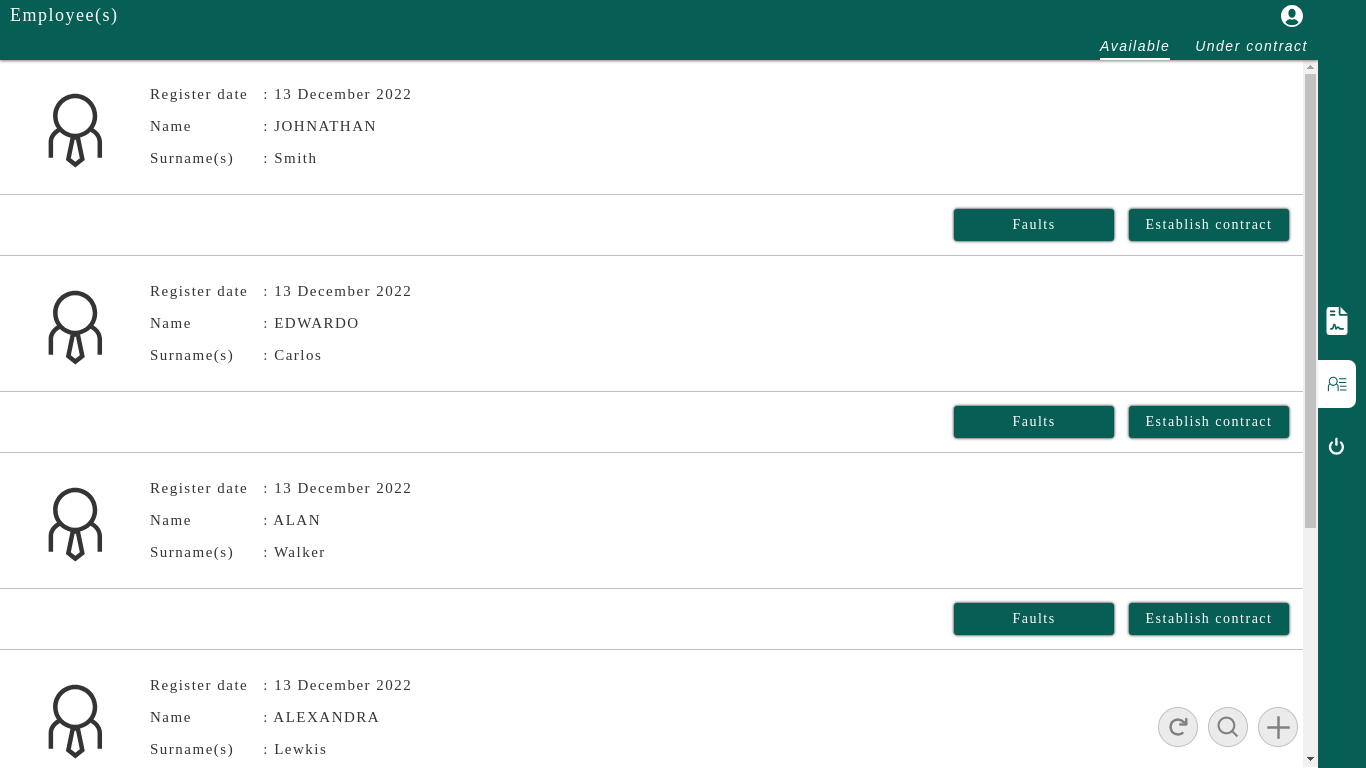 Employee(s)
Available Under contract
Register date : 13 December 2022
Name : JOHNATHAN
Surname(s) : Smith
Faults Establish contract
Register date : 13 December 2022
Name : EDWARDO
Surname(s) : Carlos
Faults Establish contract
Register date : 13 December 2022
Name : ALAN
Surname(s) : Walker
Faults Establish contract
Register date : 13 December 2022
Name : ALEXANDRA
Surname(s) : Lewkis